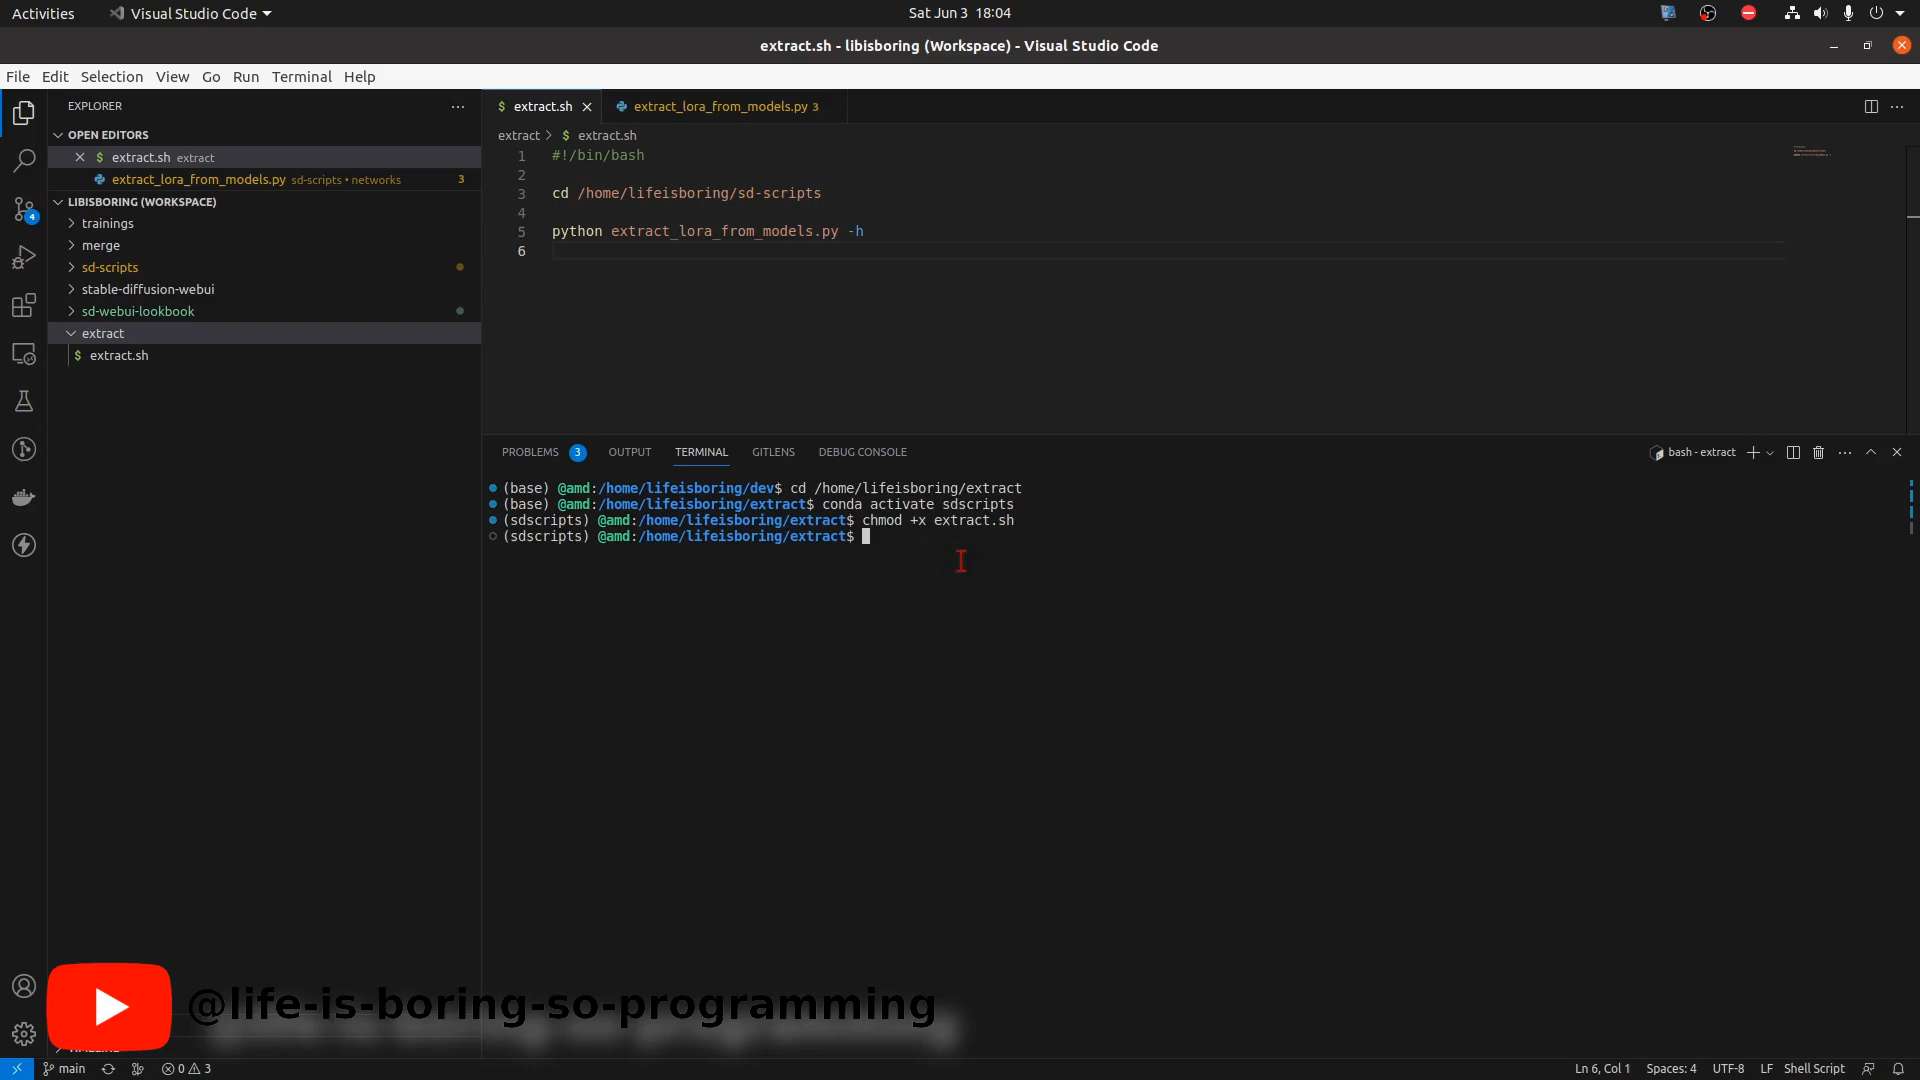 Activities
Visual Studio Code
Sat Jun 3 18:04
extract.sh - libisboring (Workspace) - Visual Studio Code
File Edit Selection View Go Run Terminal Help
EXPLORER
OPEN EDITORS
extract.sh extract
extract_lora_from_models.py sd-scripts • networks 3
LIBISBORING (WORKSPACE)
trainings
merge
sd-scripts
stable-diffusion-webui
sd-webui-lookbook
extract
$ extract.sh
4
$ extract.sh
extract_lora_from_models.py 3
extract > $ extract.sh
1 #!/bin/bash
2
3 cd /home/lifeisboring/sd-scripts
4
5 python extract_lora_from_models.py -h
6
PROBLEMS 3 OUTPUT TERMINAL GITLENS DEBUG CONSOLE
bash - extract
(base) @amd:/home/lifeisboring/dev$ cd /home/lifeisboring/extract
(base) @amd:/home/lifeisboring/extract$ conda activate sdscripts
(sdscripts) @amd:/home/lifeisboring/extract$ chmod +x extract.sh
(sdscripts) @amd:/home/lifeisboring/extract$
@life-is-boring-so-programming
main
0 3
Ln 6, Col 1 Spaces: 4 UTF-8 LF Shell Script